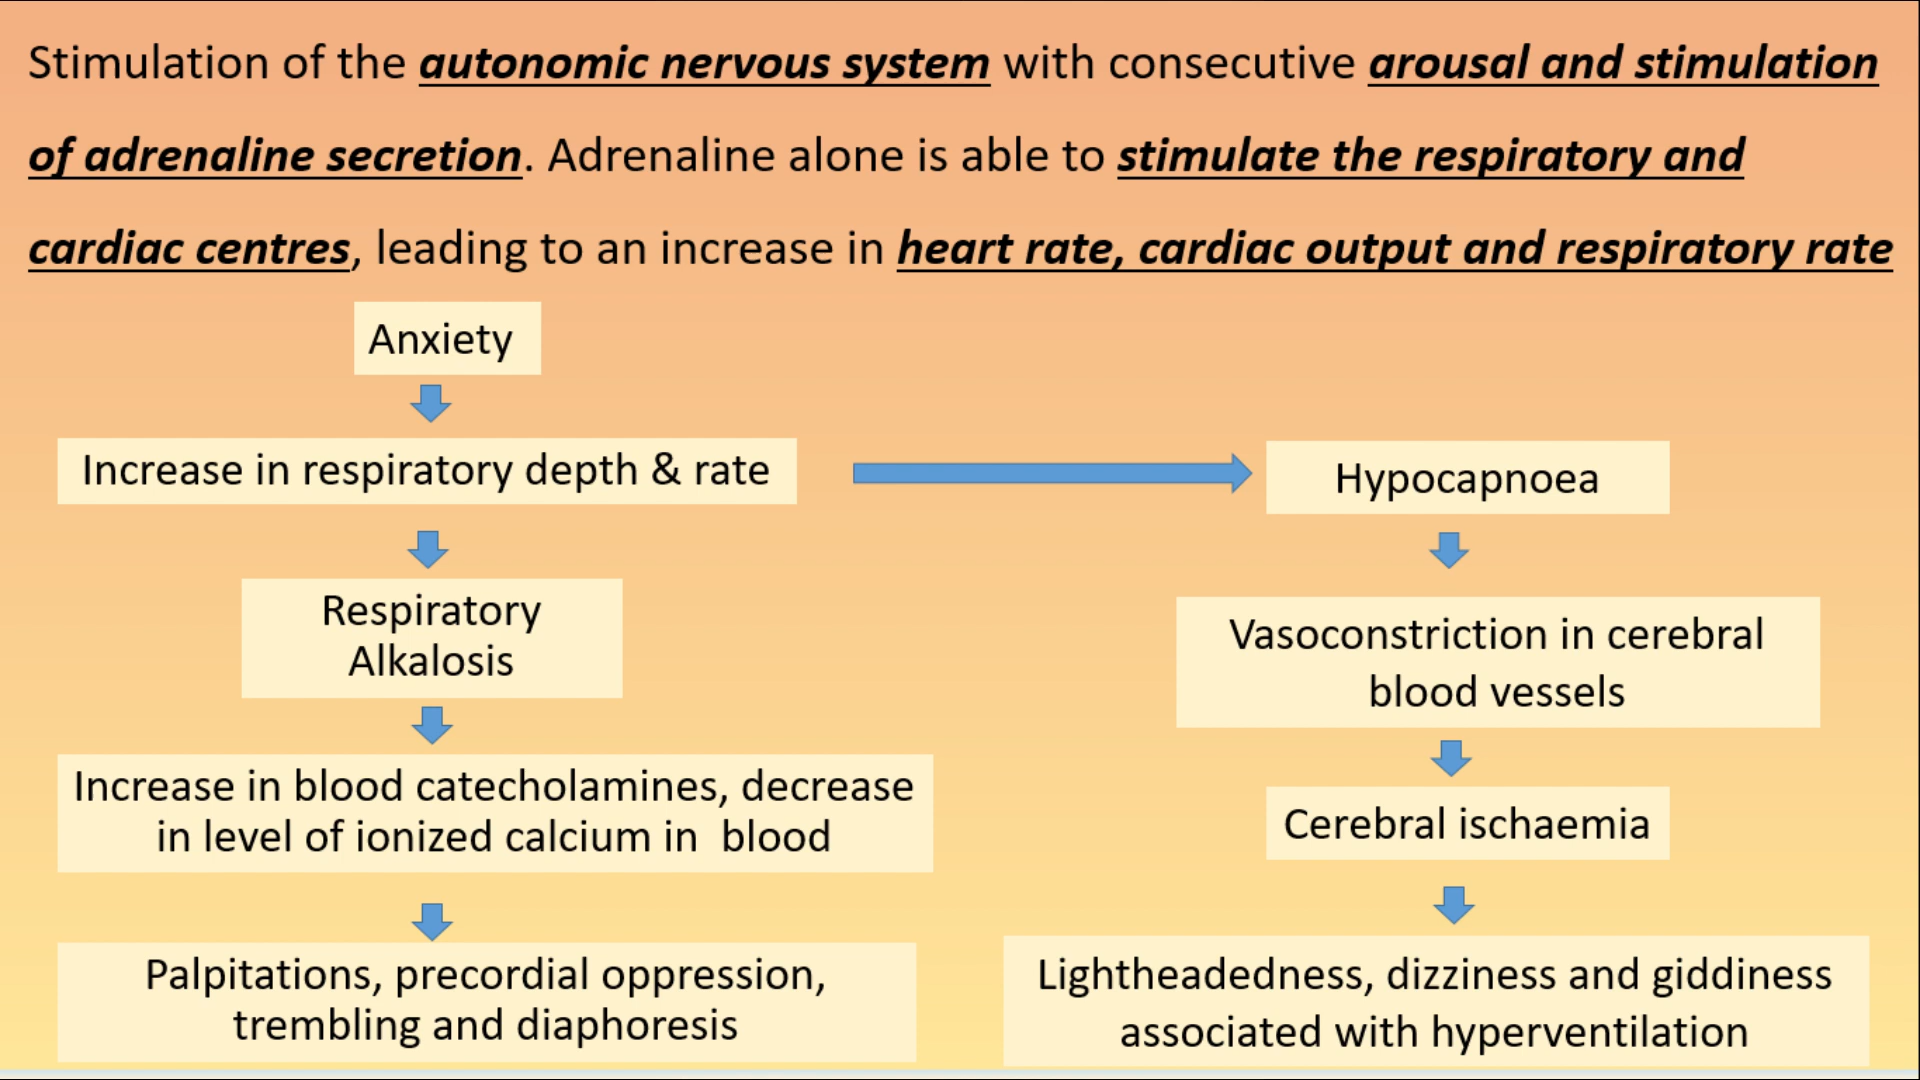 Stimulation of the autonomic nervous system with consecutive arousal and stimulation
of adrenaline secretion. Adrenaline alone is able to stimulate the respiratory and
cardiac centres, leading to an increase in heart rate, cardiac output and respiratory rate
Anxiety
Increase in respiratory depth & rate
Respiratory
Alkalosis
Increase in blood catecholamines, decrease
in level of ionized calcium in  blood
Palpitations, precordial oppression,
trembling and diaphoresis
Hypocapnoea
Vasoconstriction in cerebral
blood vessels
Cerebral ischaemia
Lightheadedness, dizziness and giddiness
associated with hyperventilation